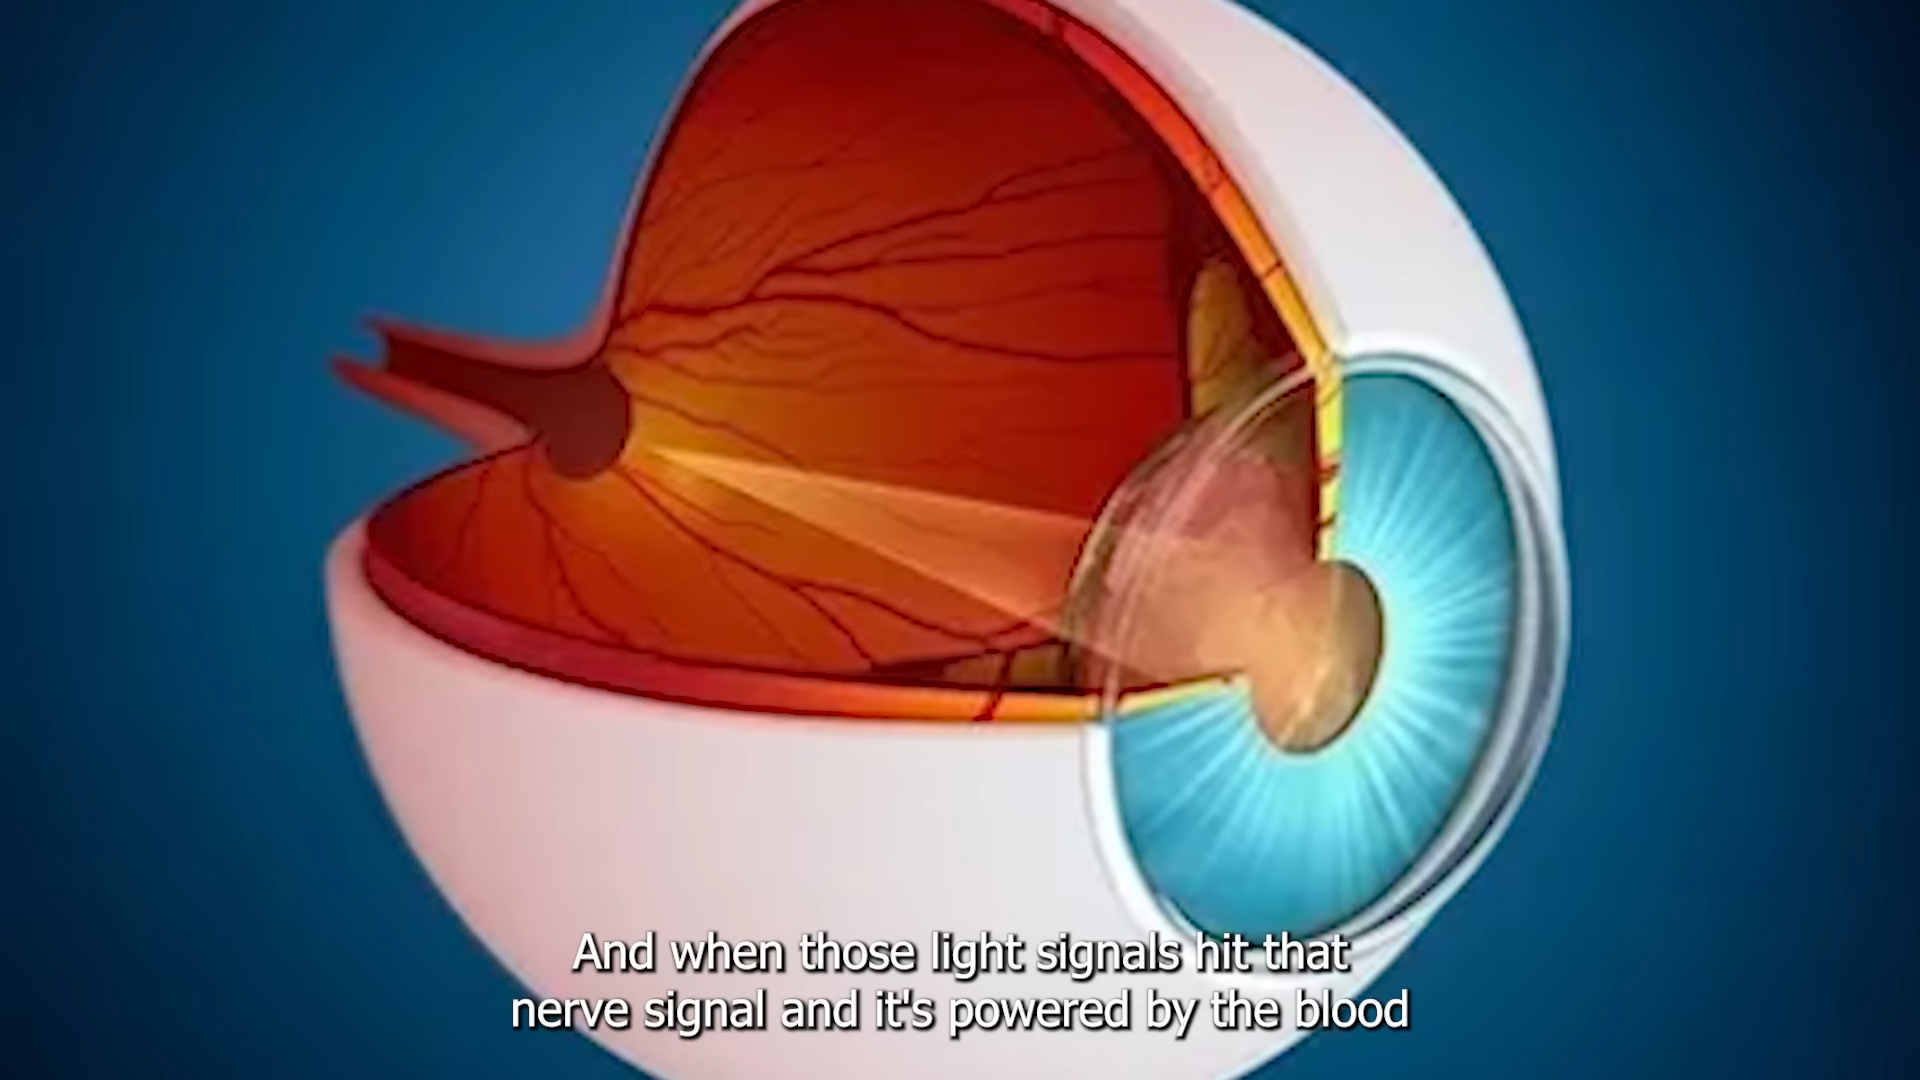 And when those light signals hit that
nerve signal and it's powered by the blood